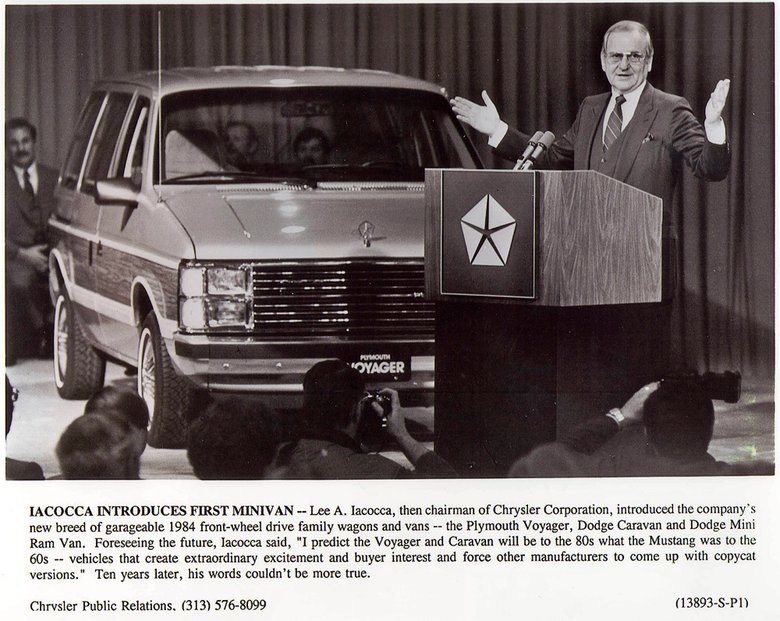 PLYMOUTH
VOYAGER
IACOCCA INTRODUCES FIRST MINIVAN -- Lee A. Iacocca, then chairman of Chrysler Corporation, introduced the company's
new breed of garageable 1984 front-wheel drive family wagons and vans -- the Plymouth Voyager, Dodge Caravan and Dodge Mini
Ram Van. Foreseeing the future, Iacocca said, "I predict the Voyager and Caravan will be to the 80s what the Mustang was to the
60s -- vehicles that create extraordinary excitement and buyer interest and force other manufacturers to come up with copycat
versions." Ten years later, his words couldn't be more true.
Chrysler Public Relations, (313) 576-8099 (13893-S-P1)